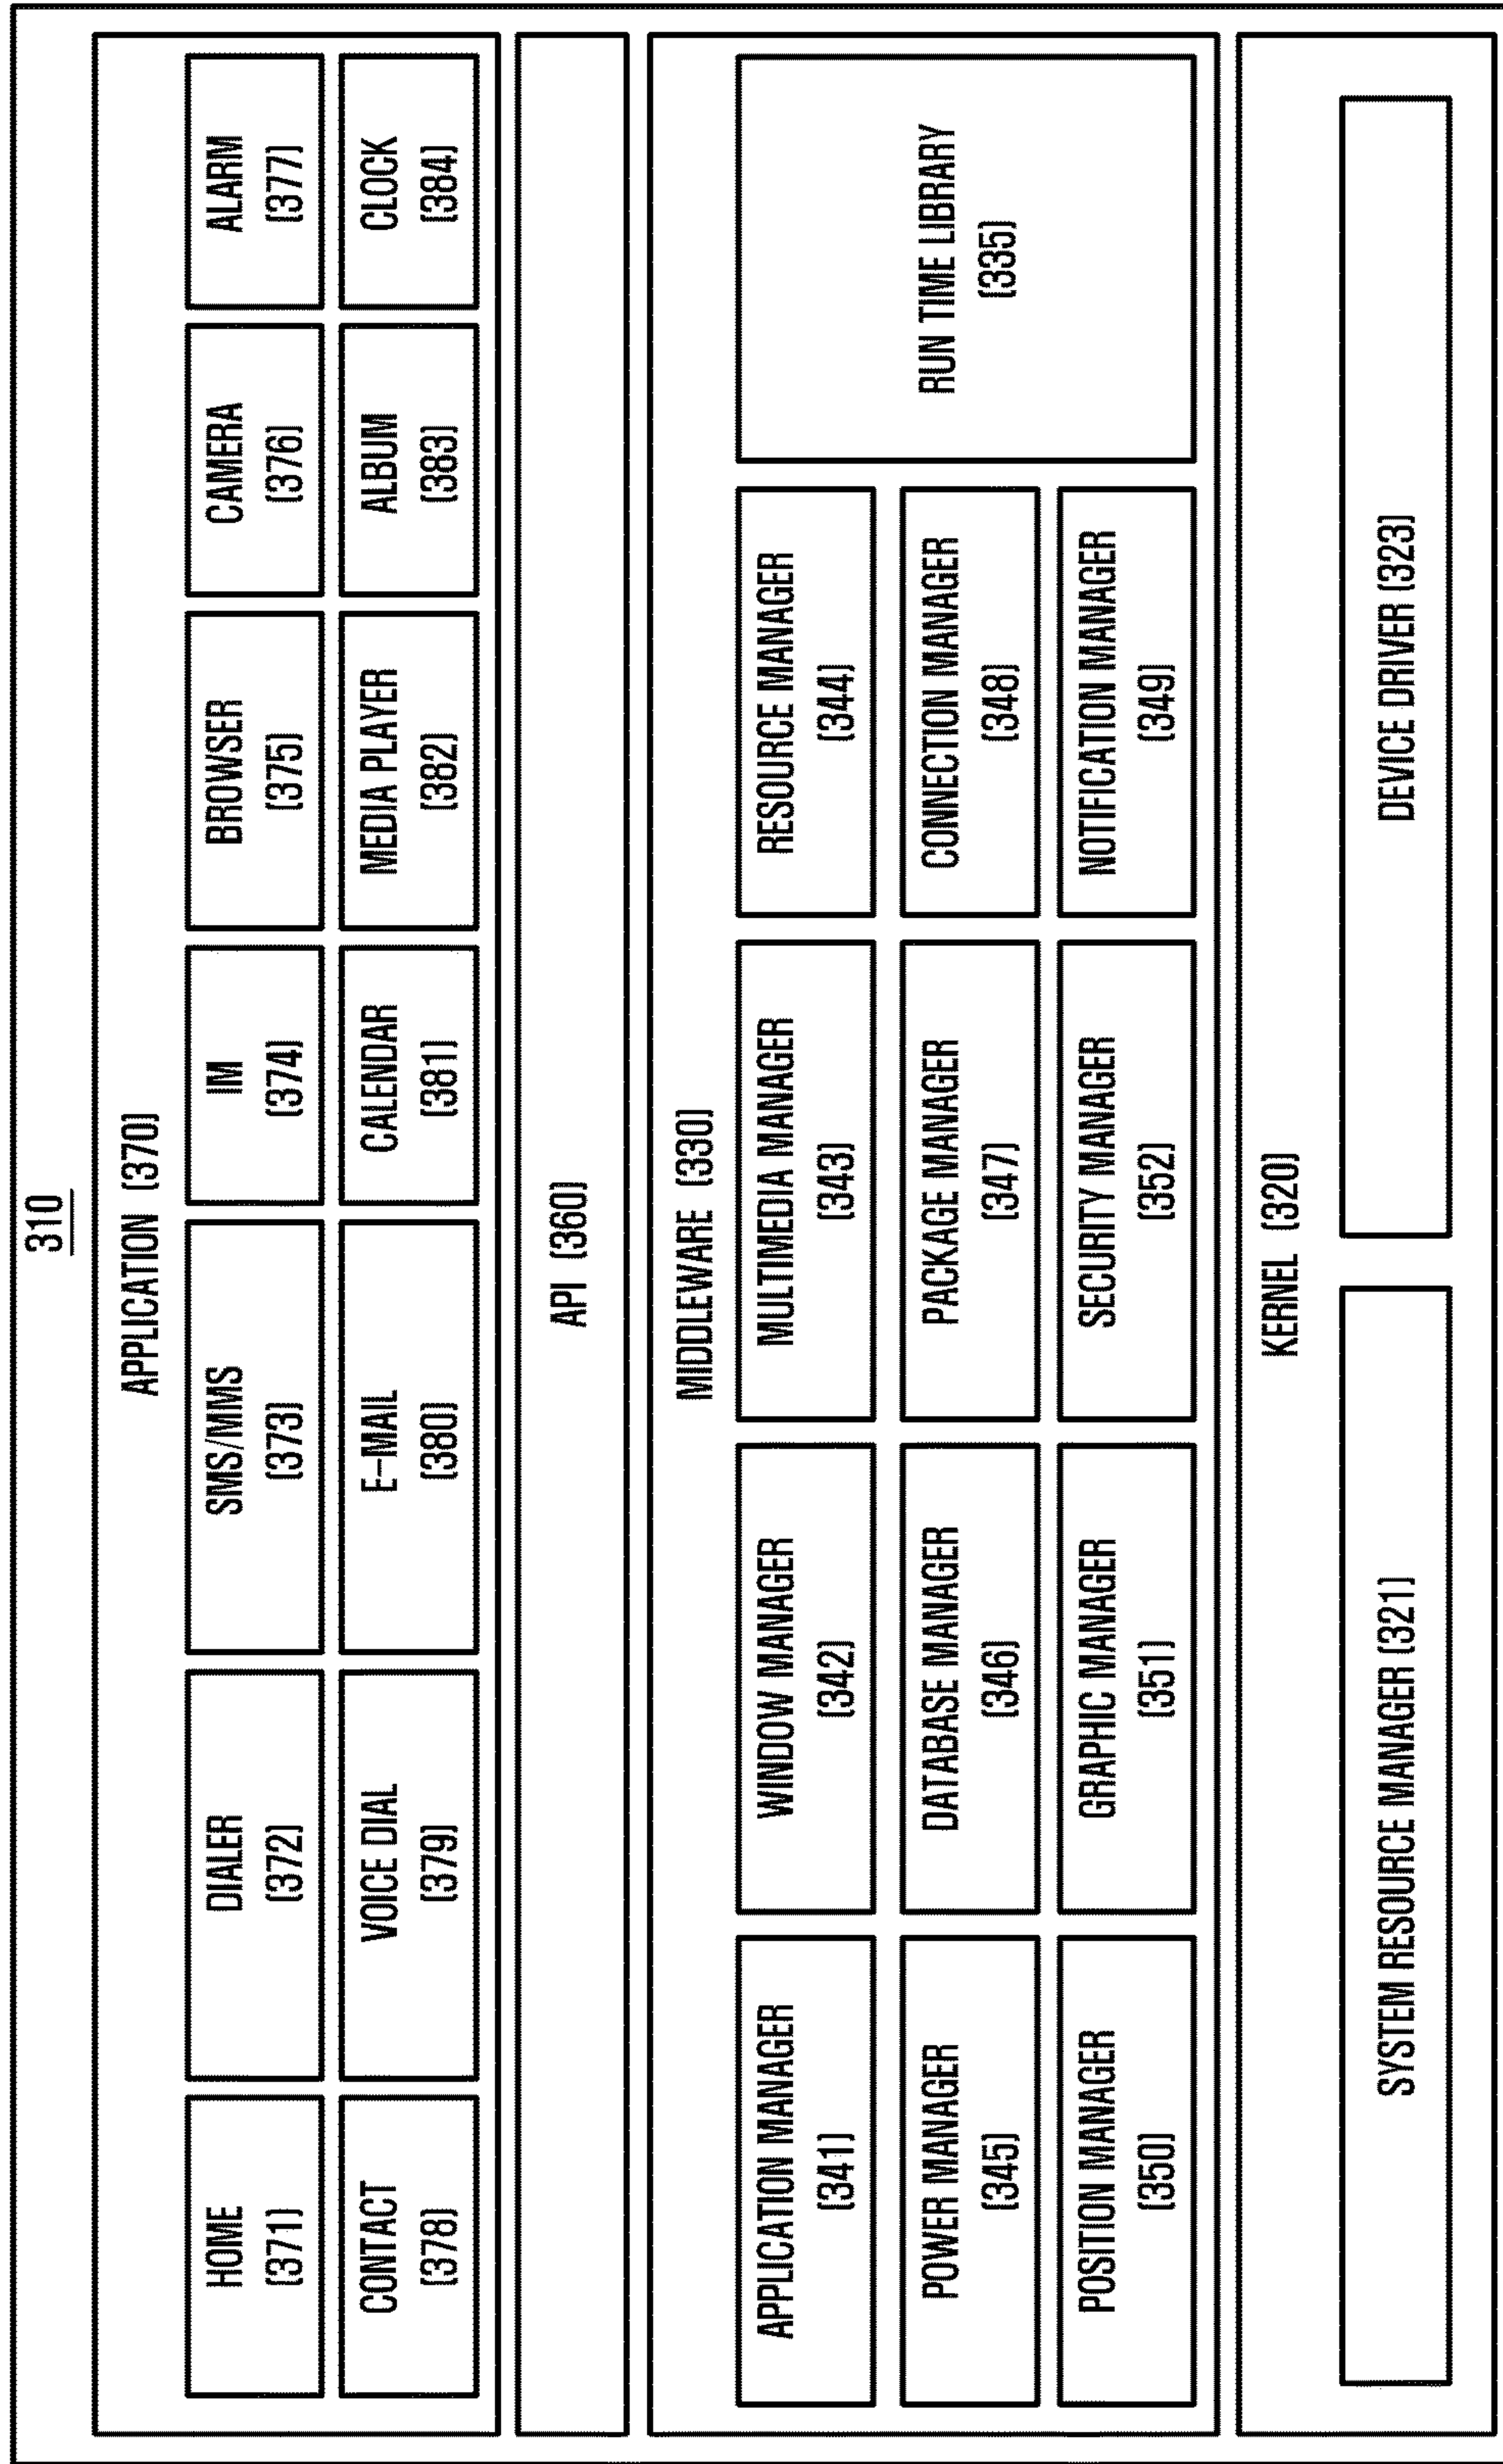 310
APPLICATION (370)
HOME
(371)
DIALER
(372)
SMS/MMS
(373)
IM
(374)
BROWSER
(375)
CAMERA
(376)
ALARM
(377)
CONTACT
(378)
VOICE DIAL
(379)
E-MAIL
(380)
CALENDAR
(381)
MEDIA PLAYER
(382)
ALBUM
(383)
CLOCK
(384)
API (360)
MIDDLEWARE (330)
APPLICATION MANAGER
(341)
WINDOW MANAGER
(342)
MULTIMEDIA MANAGER
(343)
RESOURCE MANAGER
(344)
POWER MANAGER
(345)
DATABASE MANAGER
(346)
PACKAGE MANAGER
(347)
CONNECTION MANAGER
(348)
POSITION MANAGER
(350)
GRAPHIC MANAGER
(351)
SECURITY MANAGER
(352)
NOTIFICATION MANAGER
(349)
RUN TIME LIBRARY
(335)
KERNEL (320)
SYSTEM RESOURCE MANAGER (321)
DEVICE DRIVER (323)